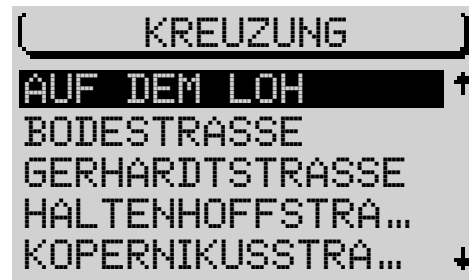 KREUZUNG
AUF DEM LOH
BODESTRASSE
GERHARDTSTRASSE
HALTENHOFFSTRA…
KOPERNIKUSSTRA…